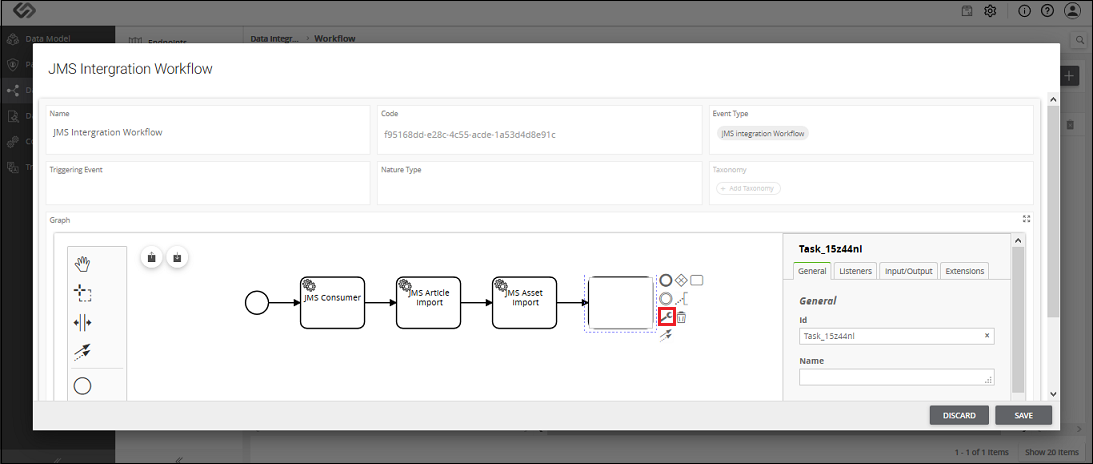 Data Model
Endpoints
Data Integr... › Workflow
JMS Intergration Workflow
Name
JMS Intergration Workflow
Code
f95168dd-e28c-4c55-acde-1a53d4d8e91c
Event Type
JMS integration Workflow
Triggering Event
Nature Type
Taxonomy
+ Add Taxonomy
Graph
JMS Consumer
JMS Article
Import
JMS Asset
Import
Task_15z44nl
General
Listeners
Input/Output
Extensions
General
Id
Task_15z44nl
×
Name
DISCARD
SAVE
1 - 1 of 1 Items
Show 20 Items